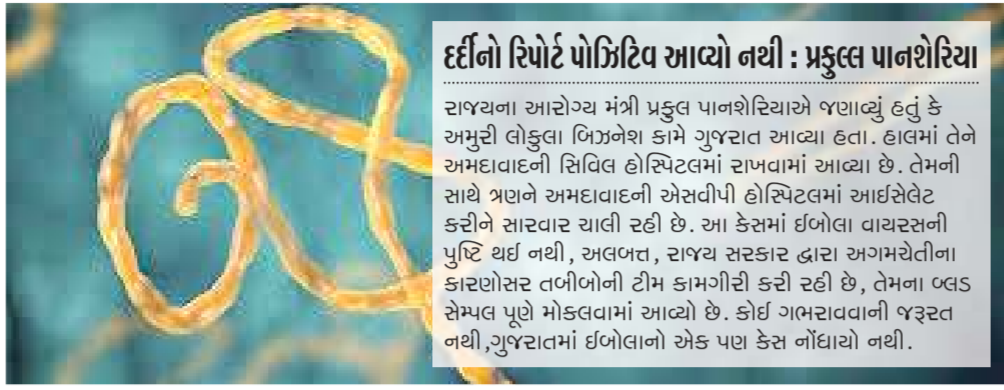 દર્દીનો રિપોર્ટ પોઝિટિવ આવ્યો નથી : પ્રફુલ્લ પાનશેરિયા
રાજ્યના આરોગ્ય મંત્રી પ્રફુલ પાનશેરિયાએ જણાવ્યું હતું કે
અમુરી લોકુલા બિઝનેશ કામે ગુજરાત આવ્યા હતા. હાલમાં તેને
અમદાવાદની સિવિલ હોસ્પિટલમાં રાખવામાં આવ્યા છે. તેમની
સાથે ત્રણને અમદાવાદની એસવીપી હોસ્પિટલમાં આઈસેલેટ
કરીને સારવાર ચાલી રહી છે. આ કેસમાં ઈબોલા વાયરસની
પુષ્ટિ થઈ નથી, અલબત્ત, રાજ્ય સરકાર દ્વારા અગમચેતીના
કારણોસર તબીબોની ટીમ કામગીરી કરી રહી છે, તેમના બ્લડ
સેમ્પલ પૂણે મોકલવામાં આવ્યો છે. કોઈ ગભરાવવાની જરૂરત
નથી,ગુજરાતમાં ઈબોલાનો એક પણ કેસ નોંધાયો નથી.